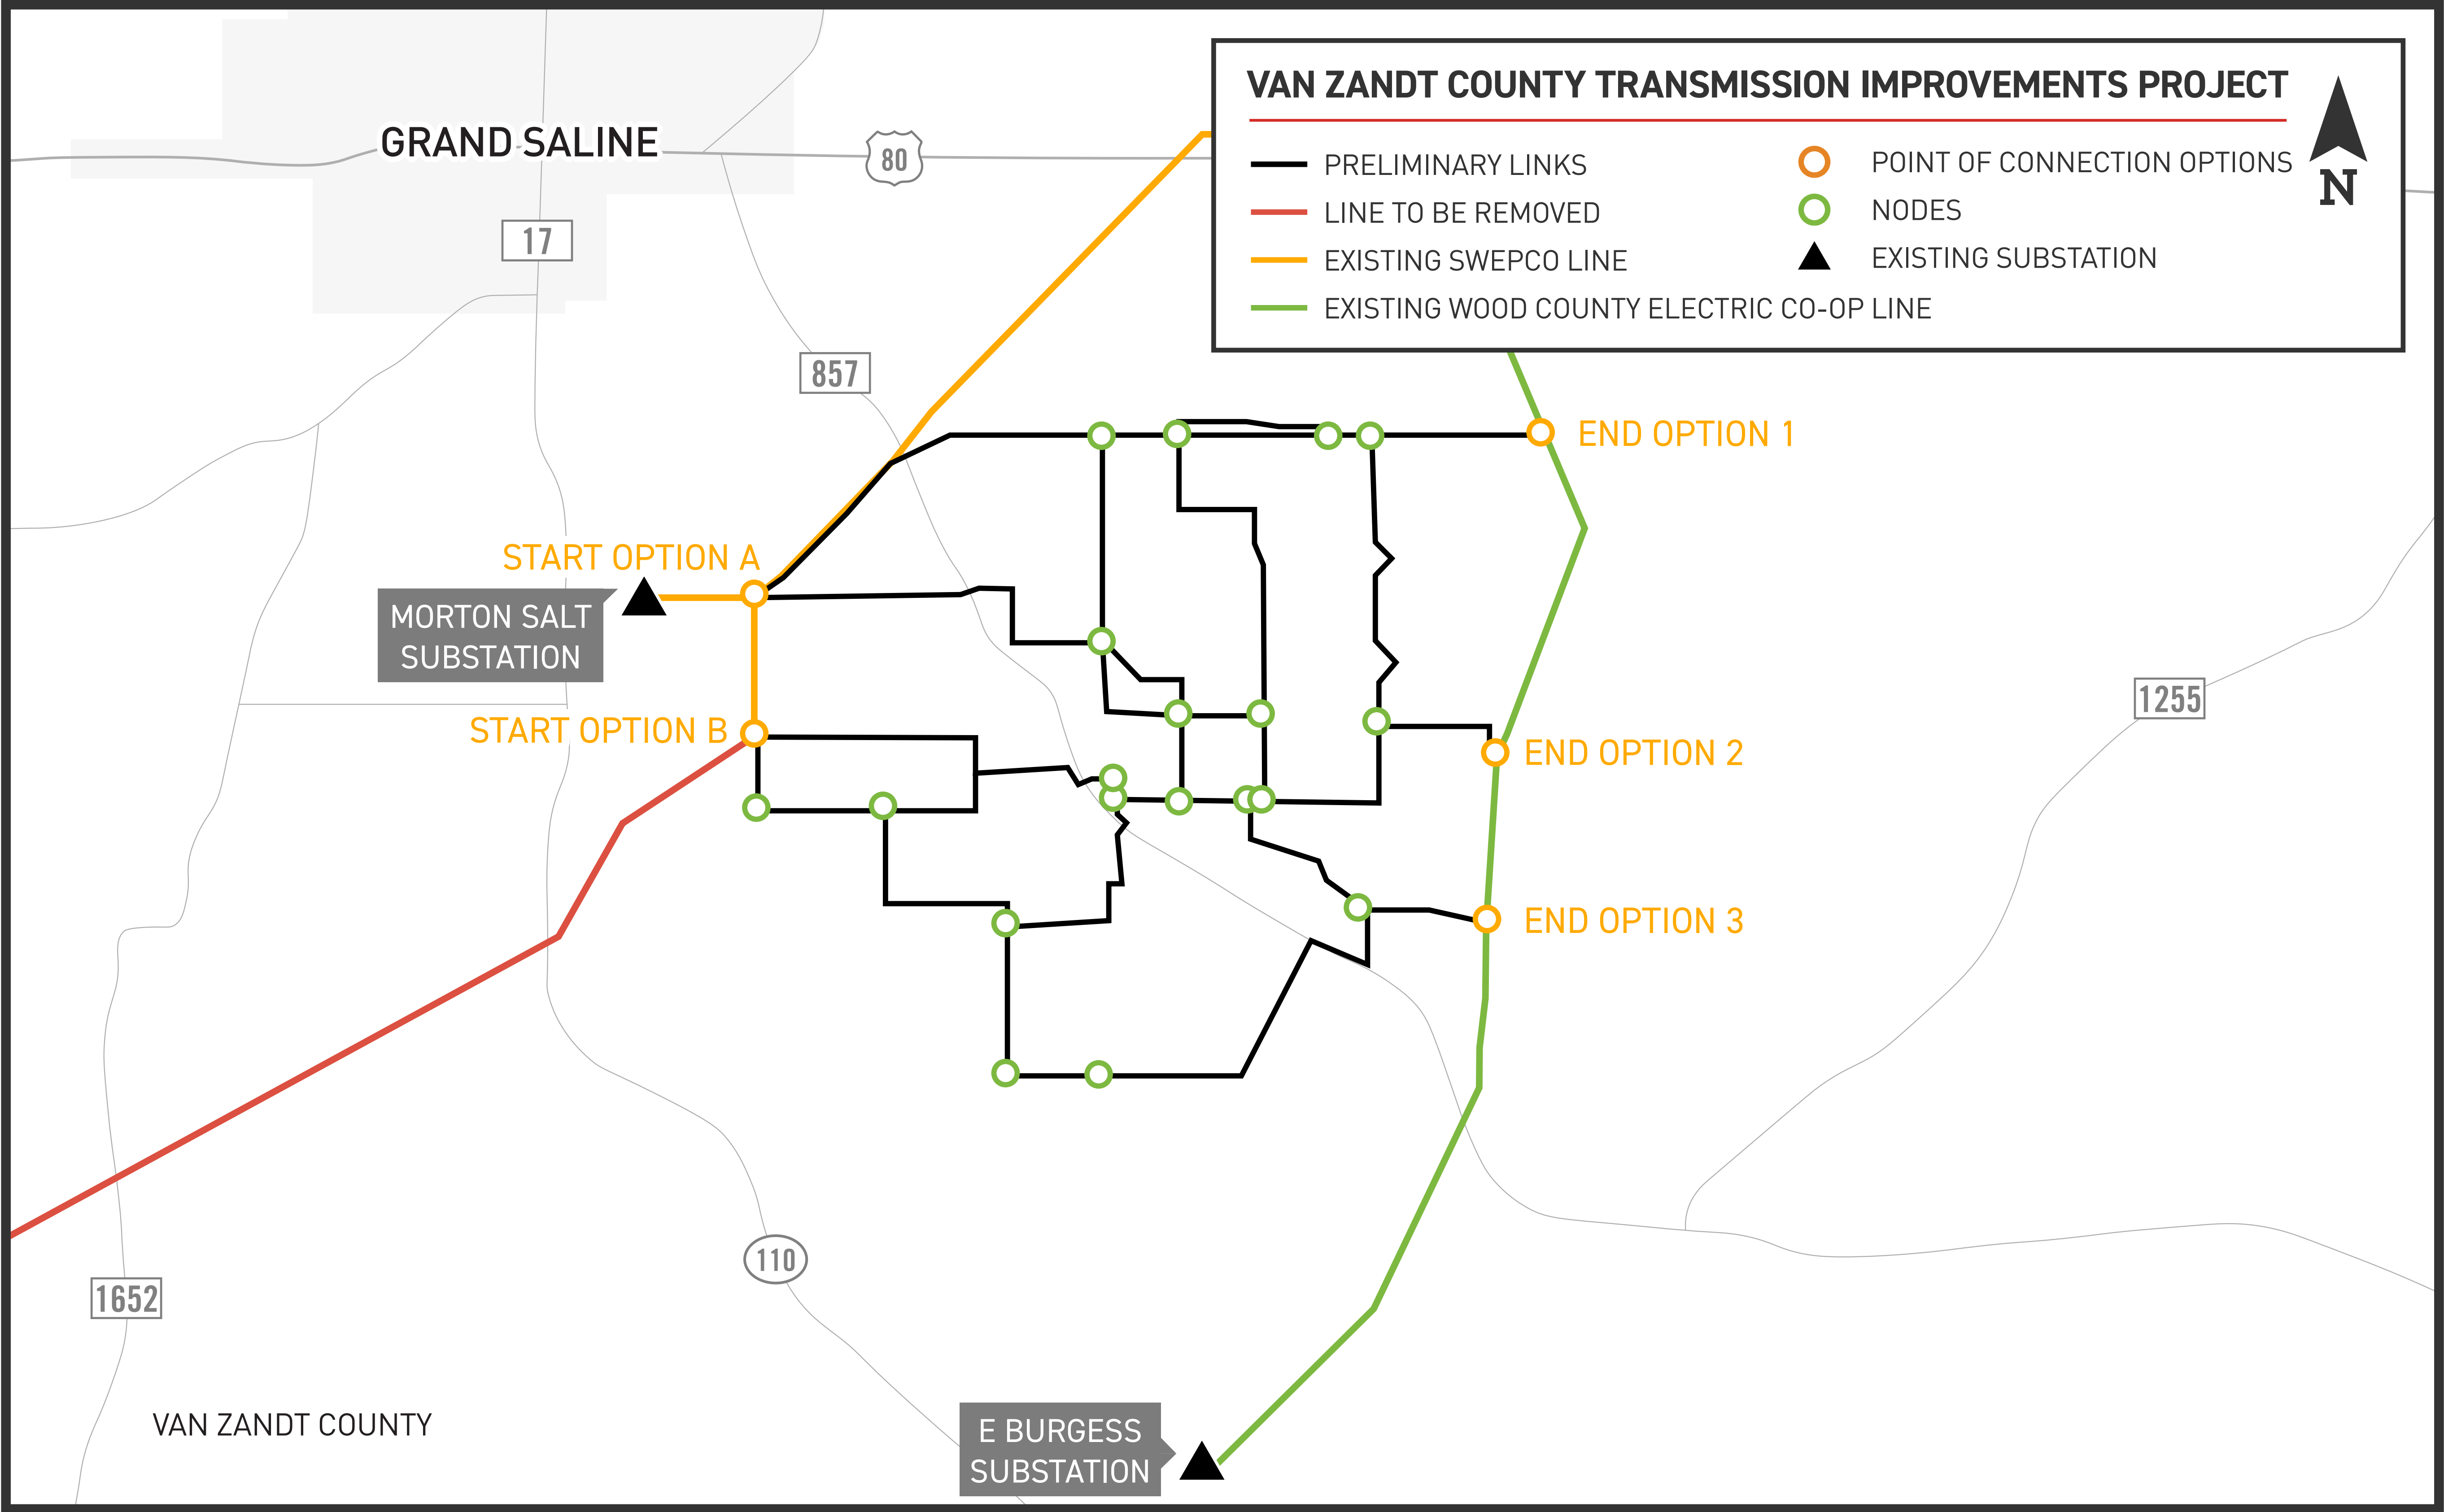 VAN ZANDT COUNTY TRANSMISSION IMPROVEMENTS PROJECT
PRELIMINARY LINKS
LINE TO BE REMOVED
EXISTING SWEPCO LINE
EXISTING WOOD COUNTY ELECTRIC CO-OP LINE
POINT OF CONNECTION OPTIONS
NODES
EXISTING SUBSTATION
N
GRAND SALINE
80
17
857
END OPTION 1
START OPTION A
MORTON SALT
SUBSTATION
START OPTION B
1255
END OPTION 2
END OPTION 3
110
1652
VAN ZANDT COUNTY
E BURGESS
SUBSTATION